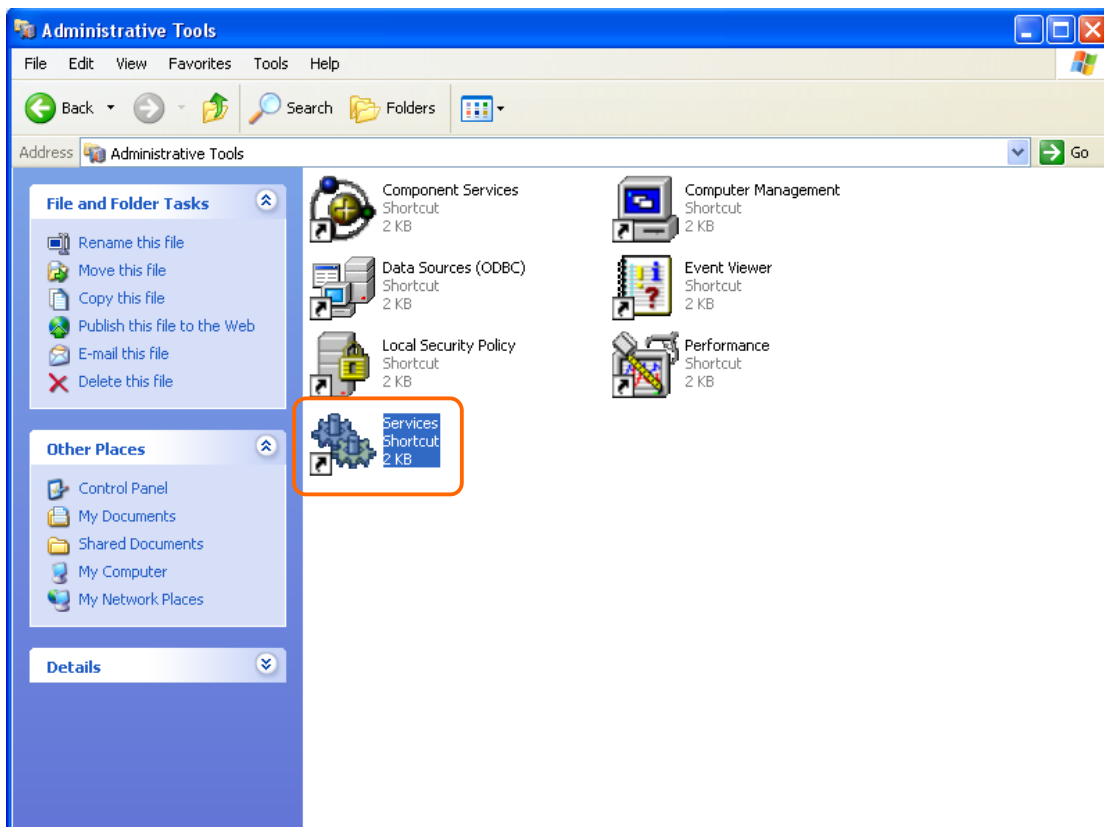 Administrative Tools
File Edit View Favorites Tools Help
Back Search Folders
Address Administrative Tools Go
File and Folder Tasks
Rename this file
Move this file
Copy this file
Publish this file to the Web
E-mail this file
Delete this file
Other Places
Control Panel
My Documents
Shared Documents
My Computer
My Network Places
Details
Component Services
Shortcut
2 KB
Computer Management
Shortcut
2 KB
Data Sources (ODBC)
Shortcut
2 KB
Event Viewer
Shortcut
2 KB
Local Security Policy
Shortcut
2 KB
Performance
Shortcut
2 KB
Services
Shortcut
2 KB